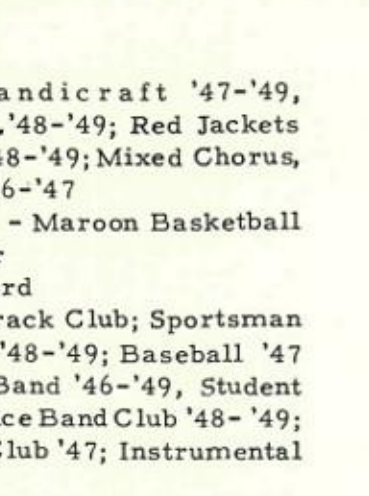 andicraft '47-'49,
,'48-'49; Red Jackets
48-'49; Mixed Chorus,
6-'47
- Maroon Basketball
r
rd
rack Club; Sportsman
'48-'49; Baseball '47
Band '46-'49, Student
ce Band Club '48- '49;
Club '47; Instrumental